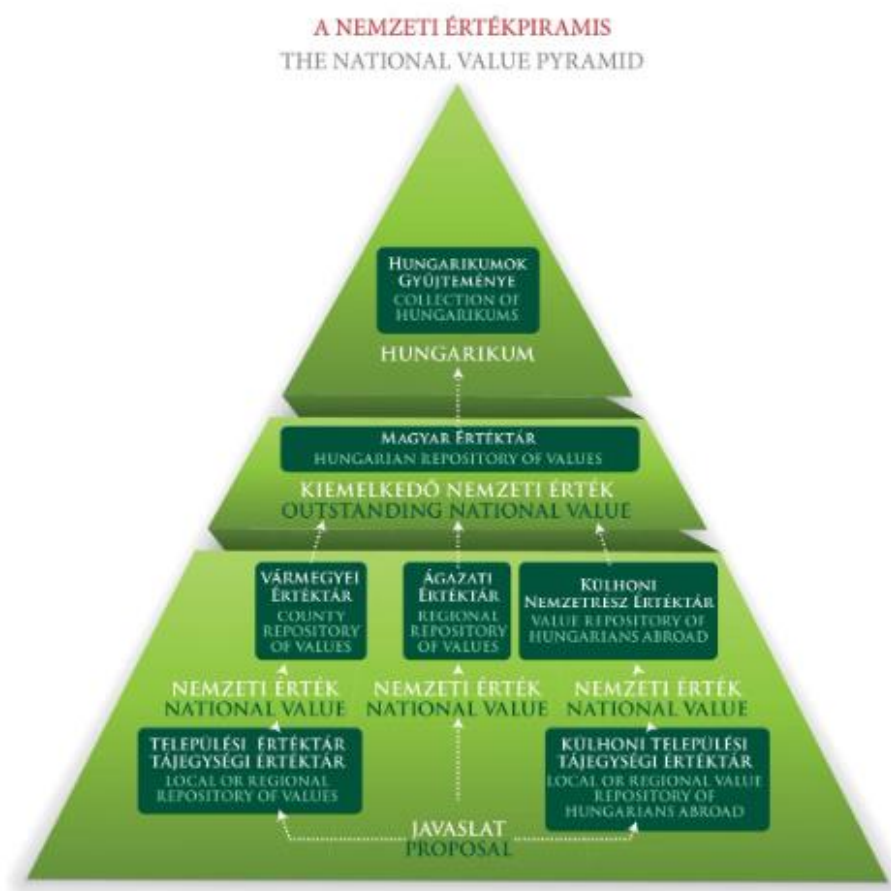 A NEMZETI ÉRTÉKPIRAMIS
THE NATIONAL VALUE PYRAMID
HUNGARIKUMOK
GYŰJTEMÉNYE
COLLECTION OF
HUNGARIKUMS
HUNGARIKUM
MAGYAR ÉRTÉKTÁR
HUNGARIAN REPOSITORY OF VALUES
KIEMELKEDŐ NEMZETI ÉRTÉK
OUTSTANDING NATIONAL VALUE
VÁRMEGYEI
ÉRTÉKTÁR
COUNTY
REPOSITORY
OF VALUES
ÁGAZATI
ÉRTÉKTÁR
REGIONAL
REPOSITORY
OF VALUES
KÜLHONI
NEMZETRÉSZ ÉRTÉKTÁR
VALUE REPOSITORY OF
HUNGARIANS ABROAD
NEMZETI ÉRTÉK
NATIONAL VALUE
NEMZETI ÉRTÉK
NATIONAL VALUE
NEMZETI ÉRTÉK
NATIONAL VALUE
TELEPÜLÉSI ÉRTÉKTÁR
TÁJEGYSÉGI ÉRTÉKTÁR
LOCAL OR REGIONAL
REPOSITORY OF VALUES
KÜLHONI TELEPÜLÉSI
TÁJEGYSÉGI ÉRTÉKTÁR
LOCAL OR REGIONAL VALUE
REPOSITORY OF
HUNGARIANS ABROAD
JAVASLAT
PROPOSAL